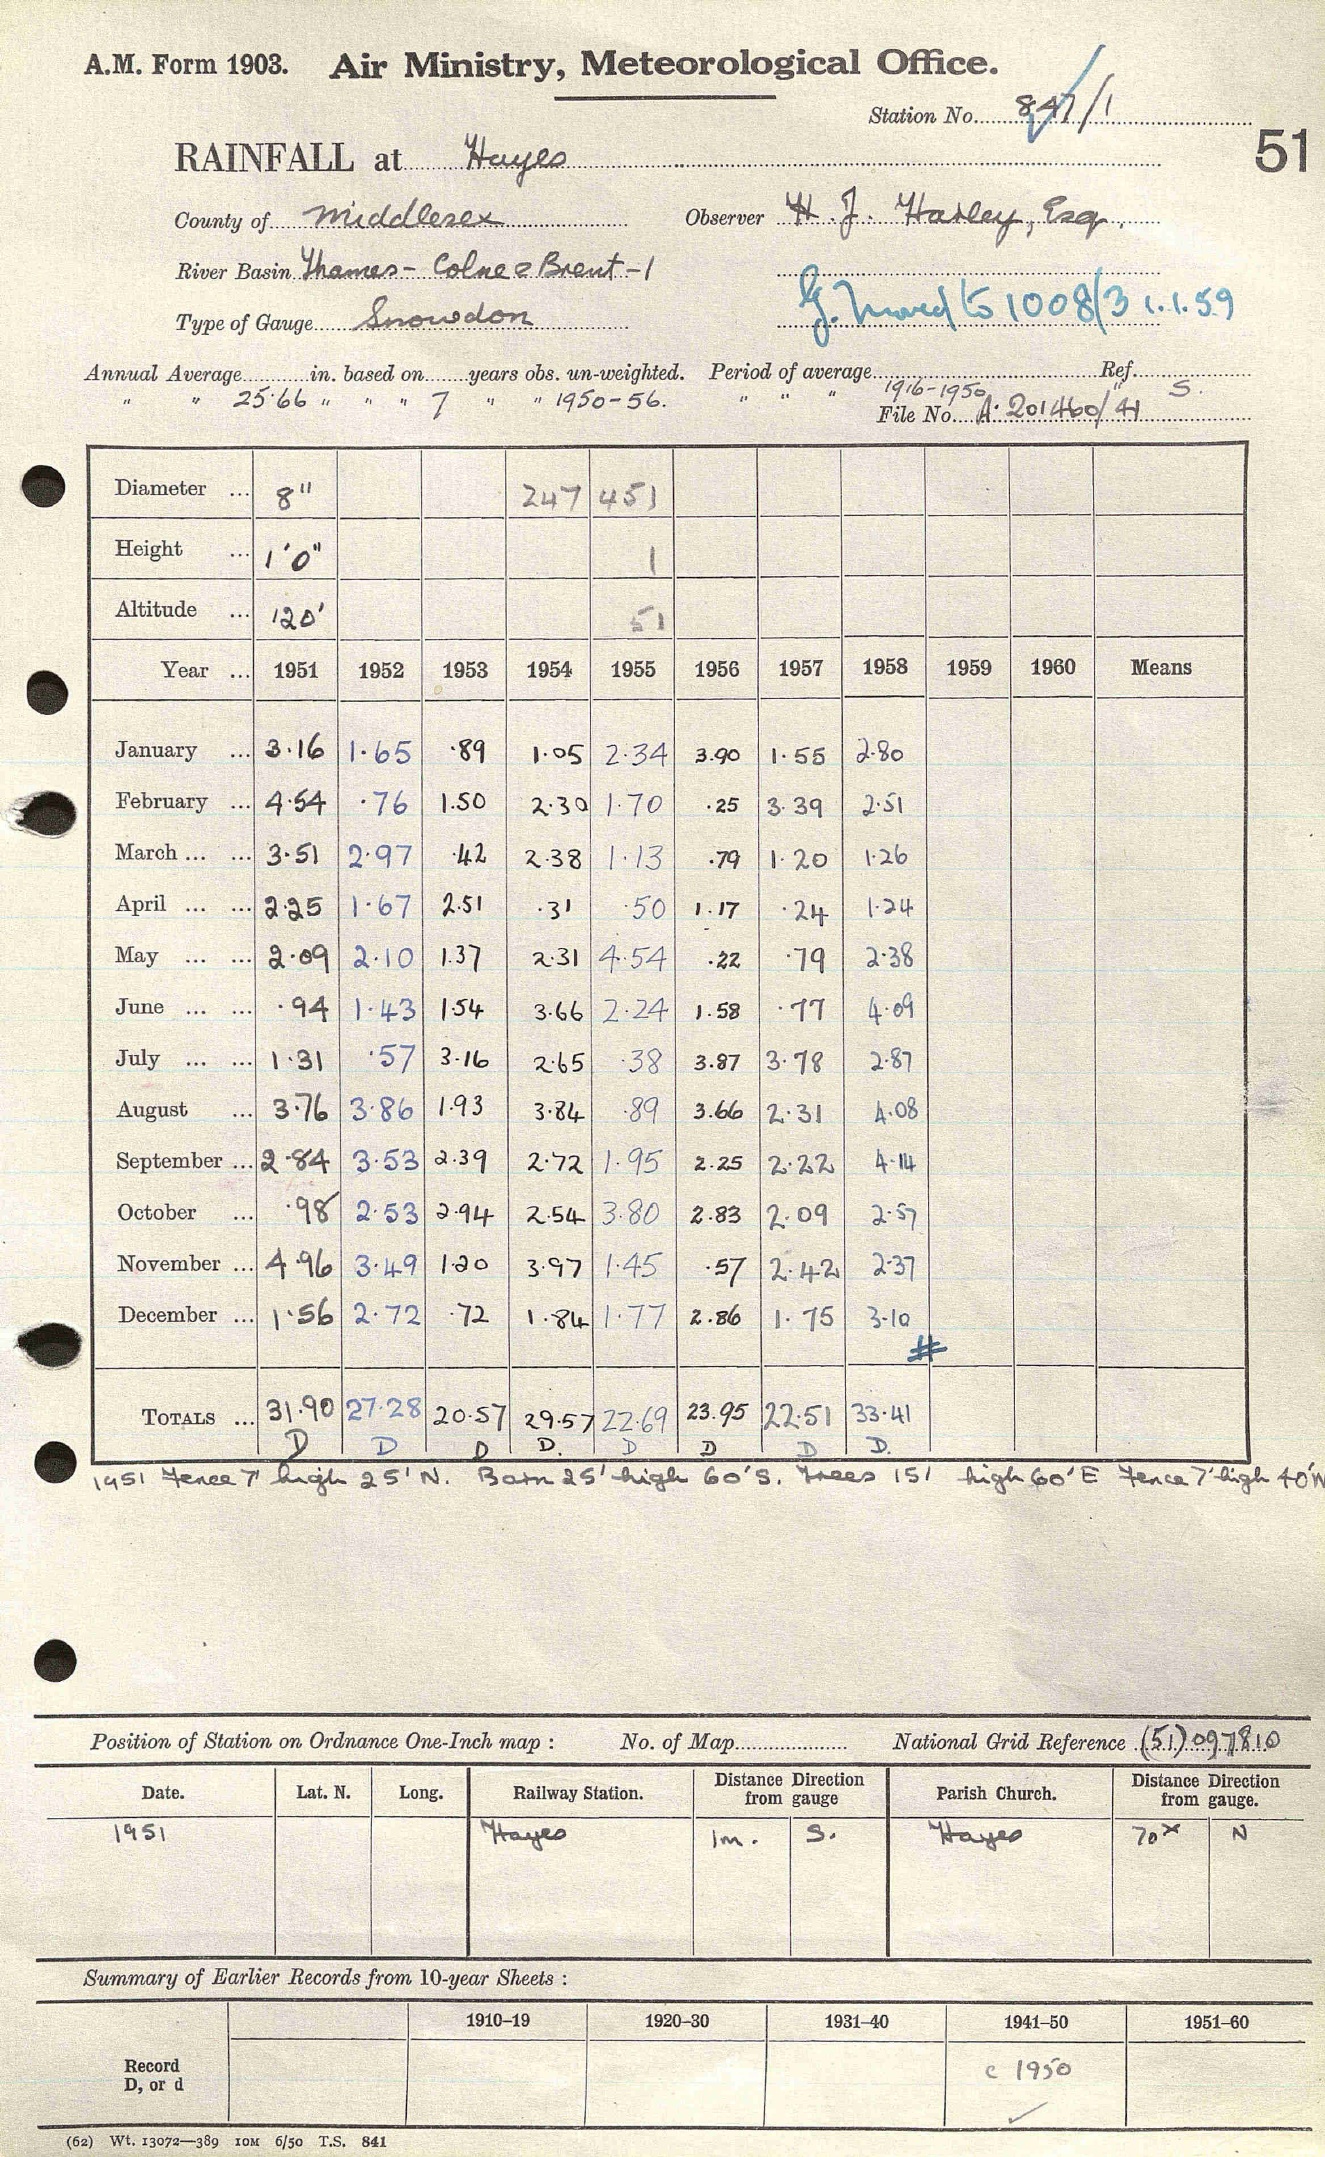 A.M. Form 1903. Air Ministry, Meteorological Office.
Station No. 847/1
51
RAINFALL at Hayes
County of Middlesex Observer H. J. Harley, Esq.
River Basin Thames - Colne & Brent - 1
Type of Gauge Snowdon G. moved to 1008/3 1.1.59
Annual Average in. based on years obs. un-weighted. Period of average Ref.
" " 25.66 " " " 7 " " 1950-56. " " " 1916-1950 " S.
File No. A. 201460/41
Diameter ... 8" 247 451
Height ... 1'0" 1
Altitude ... 120' 51
Year ... 1951 1952 1953 1954 1955 1956 1957 1958 1959 1960 Means
January ... 3.16 1.65 .89 1.05 2.34 3.90 1.55 2.80
February ... 4.54 .76 1.50 2.30 1.70 .25 3.39 2.51
March ... ... 3.51 2.97 .42 2.38 1.13 .79 1.20 1.26
April ... ... 2.25 1.67 2.51 .31 .50 1.17 .24 1.24
May ... ... 2.09 2.10 1.37 2.31 4.54 .22 .79 2.38
June ... ... .94 1.43 1.54 3.66 2.24 1.58 .77 4.09
July ... ... 1.31 .57 3.16 2.65 .38 3.87 3.78 2.87
August ... 3.76 3.86 1.93 3.84 .89 3.66 2.31 4.08
September ... 2.84 3.53 2.39 2.72 1.95 2.25 2.22 4.14
October ... .98 2.53 2.94 2.54 3.80 2.83 2.09 2.57
November ... 4.96 3.49 1.20 3.97 1.45 .57 2.42 2.37
December ... 1.56 2.72 .72 1.84 1.77 2.86 1.75 3.10
#
TOTALS ... 31.90 27.28 20.57 29.57 22.69 23.95 22.51 33.41
D D D D. D D D D.
1951 Fence 7' high 25' N. Barn 25' high 60' S. Trees 15' high 60' E Fence 7' high 40' W
Position of Station on Ordnance One-Inch map : No. of Map National Grid Reference (51) 097810
Date. Lat. N. Long. Railway Station. Distance from Direction gauge Parish Church. Distance from Direction gauge.
1951 Hayes 1m. S. Hayes 70x N
Summary of Earlier Records from 10-year Sheets :
1910-19 1920-30 1931-40 1941-50 1951-60
Record
D, or d
c 1950
(62) Wt. 13072—389 10M 6/50 T.S. 841